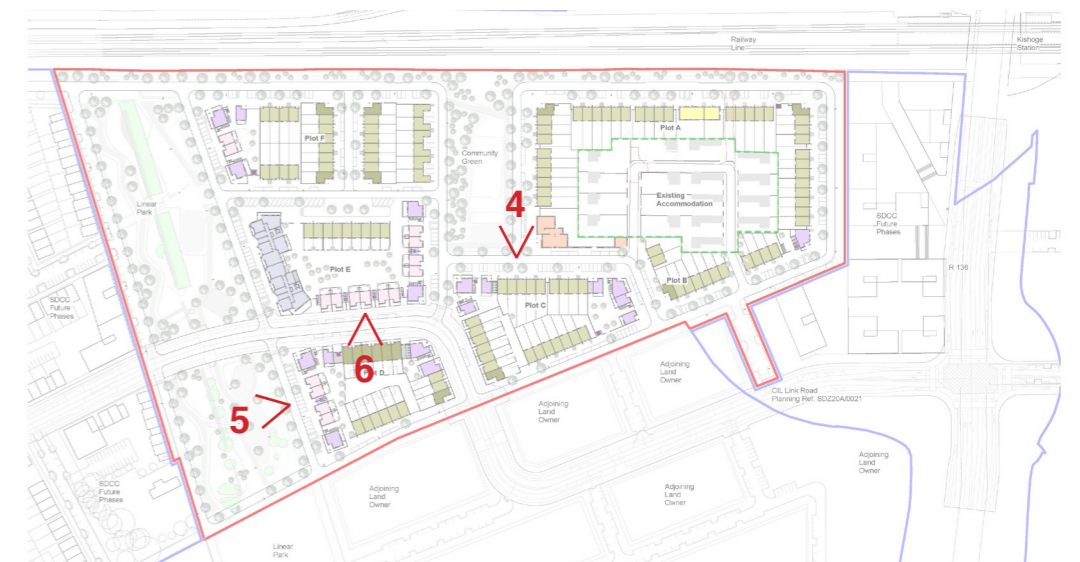 Railway
Line
Kishoge
Station
Plot A
Plot F
Community
Green
Existing
Accommodation
Linear
Park
4
SDCC
Future
Phases
R 136
Plot E
Plot B
SDCC
Future
Phases
Plot C
6
Plot D
Adjoining
Land
Owner
CIL Link Road
Planning Ref. SDZ20A/0021
5
Adjoining
Land
Owner
Adjoining
Land
Owner
SDCC
Future
Phases
Adjoining
Land
Owner
Adjoining
Land
Owner
Linear
Park